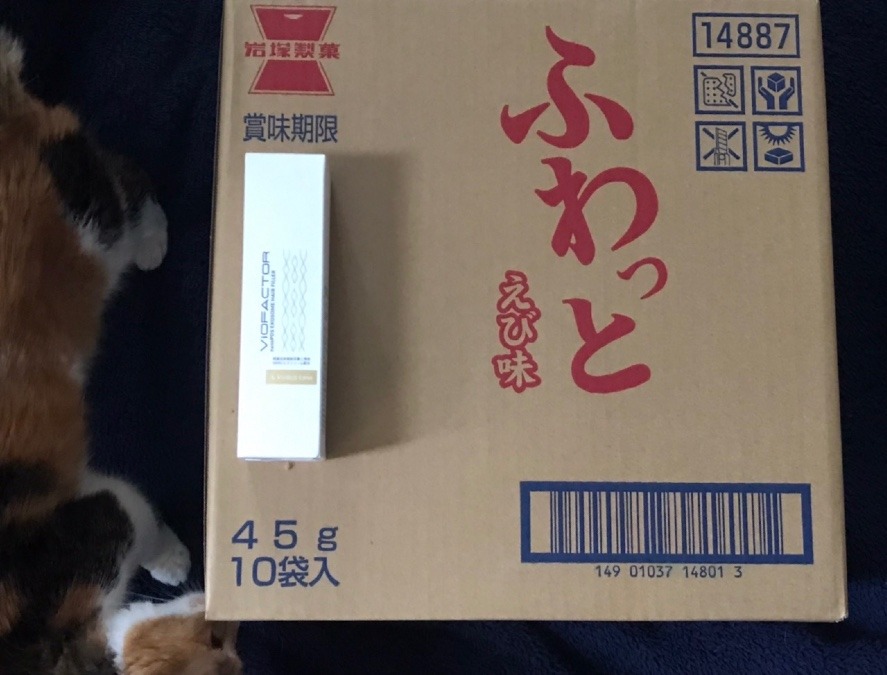 岩塚製菓
賞味期限
14887
ふわっと
えび味
VIOFACTOR
45g
10袋入
149 01037 14801 3